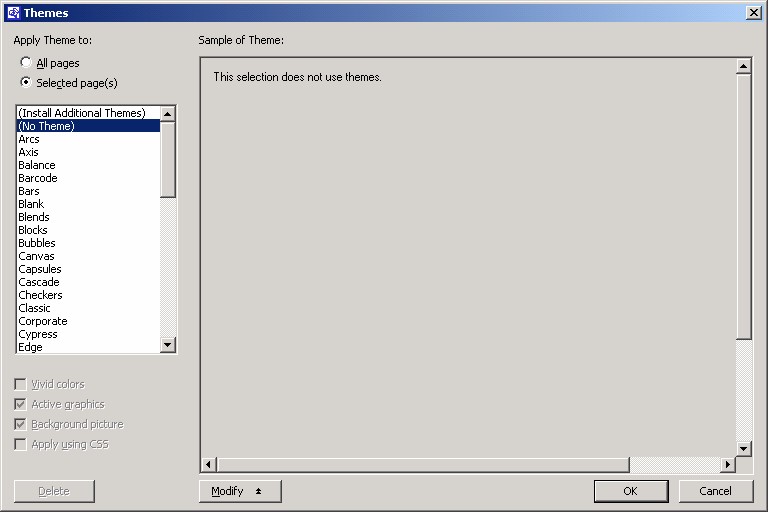 Themes
Apply Theme to:
All pages
Selected page(s)
(Install Additional Themes)
(No Theme)
Arcs
Axis
Balance
Barcode
Bars
Blank
Blends
Blocks
Bubbles
Canvas
Capsules
Cascade
Checkers
Classic
Corporate
Cypress
Edge
Vivid colors
Active graphics
Background picture
Apply using CSS
Delete
Sample of Theme:
This selection does not use themes.
Modify
OK
Cancel